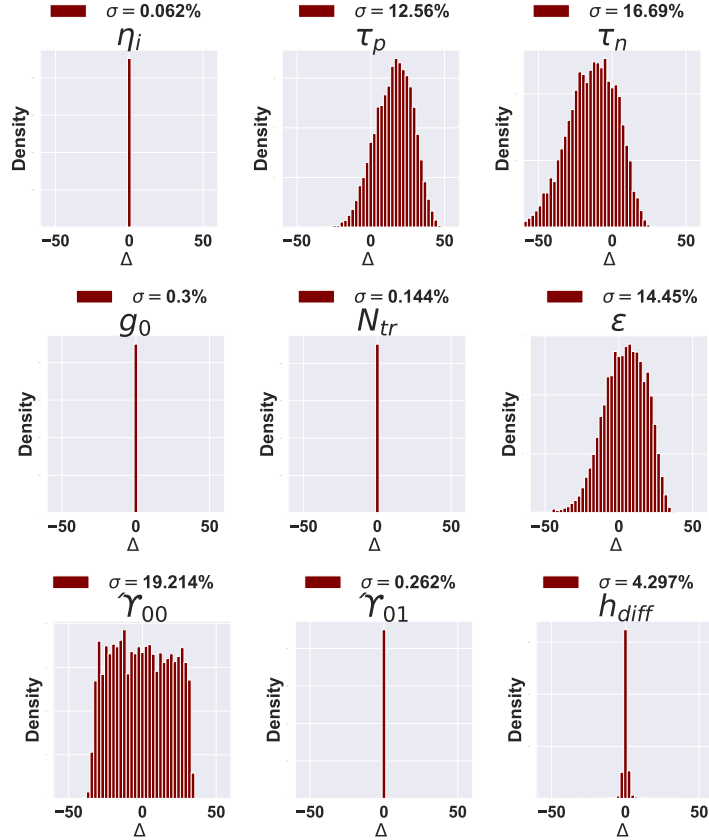 σ = 0.062%
σ = 12.56%
σ = 16.69%
η_i
τ_p
τ_n
Density
Density
Density
−50 0 50
−50 0 50
−50 0 50
Δ
Δ
Δ
σ = 0.3%
σ = 0.144%
σ = 14.45%
g_0
N_tr
ε
Density
Density
Density
−50 0 50
−50 0 50
−50 0 50
Δ
Δ
Δ
σ = 19.214%
σ = 0.262%
σ = 4.297%
ϓ_00
ϓ_01
h_diff
Density
Density
Density
−50 0 50
−50 0 50
−50 0 50
Δ
Δ
Δ